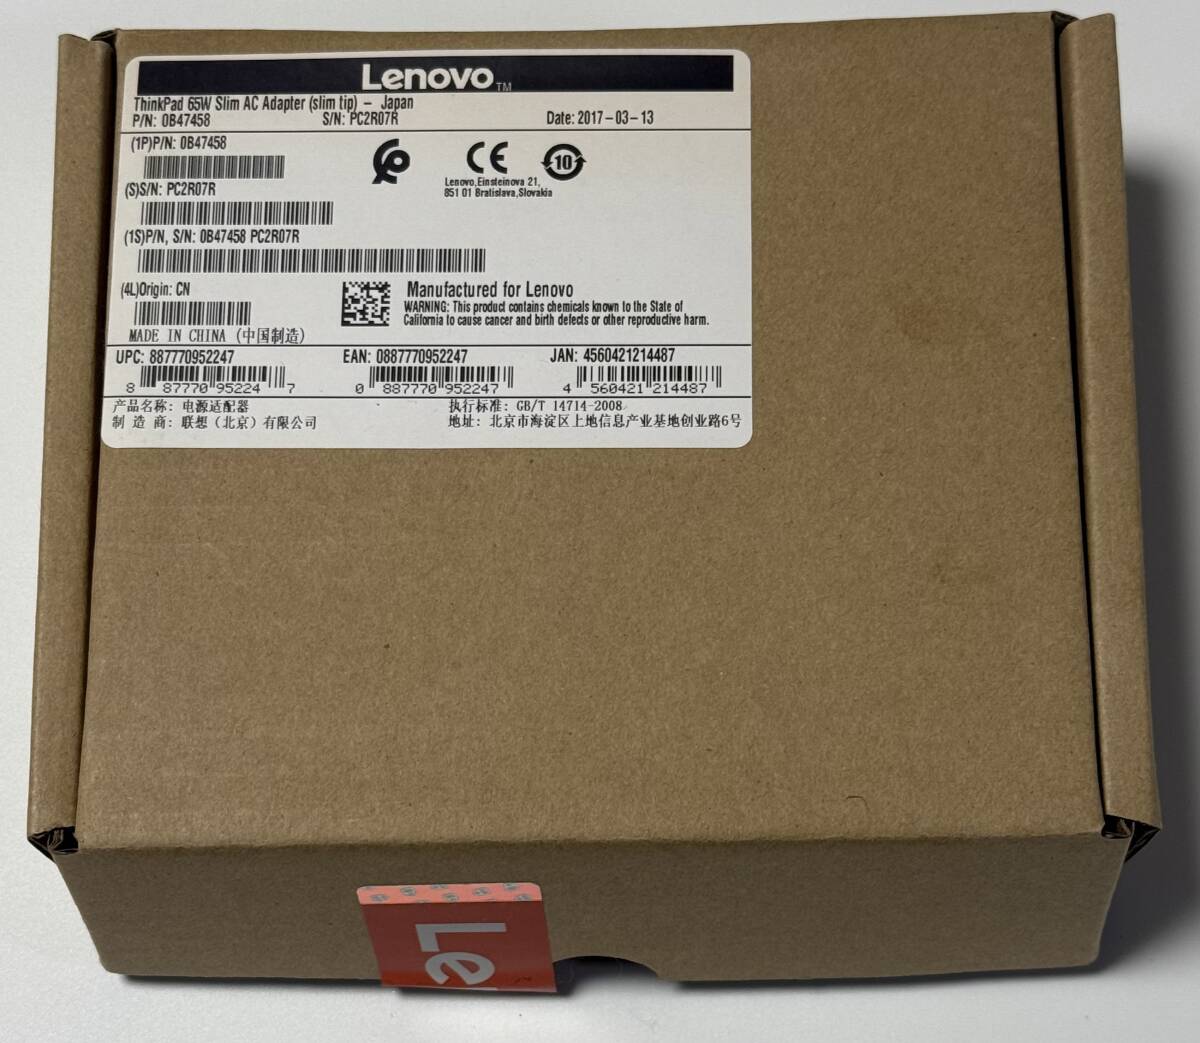 Lenovo™
ThinkPad 65W Slim AC Adapter (slim tip) - Japan
P/N: 0B47458 S/N: PC2R07R Date: 2017-03-13
(1P)P/N: 0B47458
(S)S/N: PC2R07R
(1S)P/N, S/N: 0B47458 PC2R07R
(4L)Origin: CN
MADE IN CHINA (中国制造)
CE
10
Lenovo,Einsteinova 21,
851 01 Bratislava,Slovakia
Manufactured for Lenovo
WARNING: This product contains chemicals known to the State of
California to cause cancer and birth defects or other reproductive harm.
UPC: 887770952247 EAN: 0887770952247 JAN: 4560421214487
8 87770 95224 7 0 887770 952247 4 560421 214487
产品名称: 电源适配器 执行标准: GB/T 14714-2008
制 造 商: 联想 (北京) 有限公司 地址: 北京市海淀区上地信息产业基地创业路6号
Le